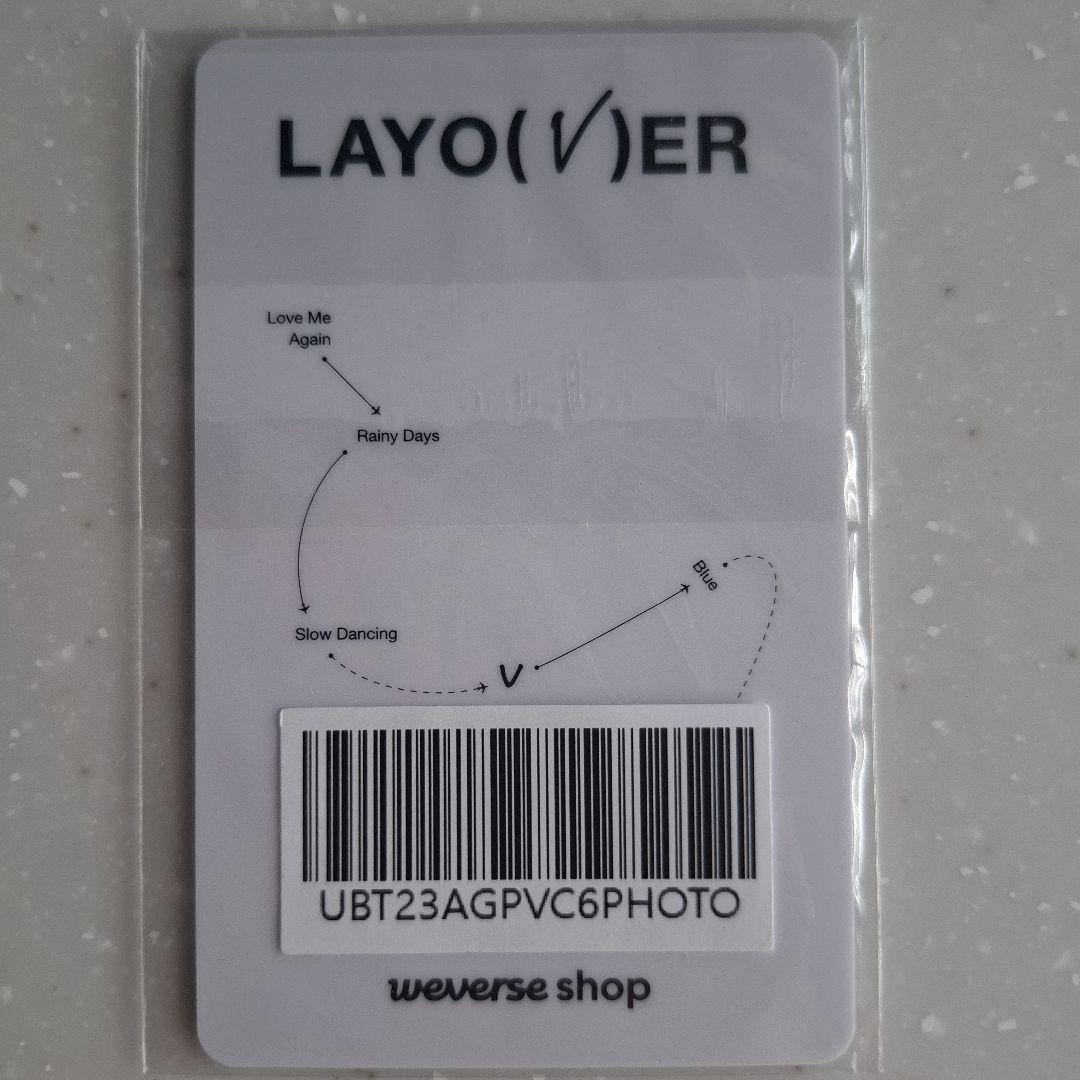 LAYO(V)ER
Love Me
Again
Rainy Days
Slow Dancing
V
Blue
UBT23AGPVC6PHOTO
weverse shop